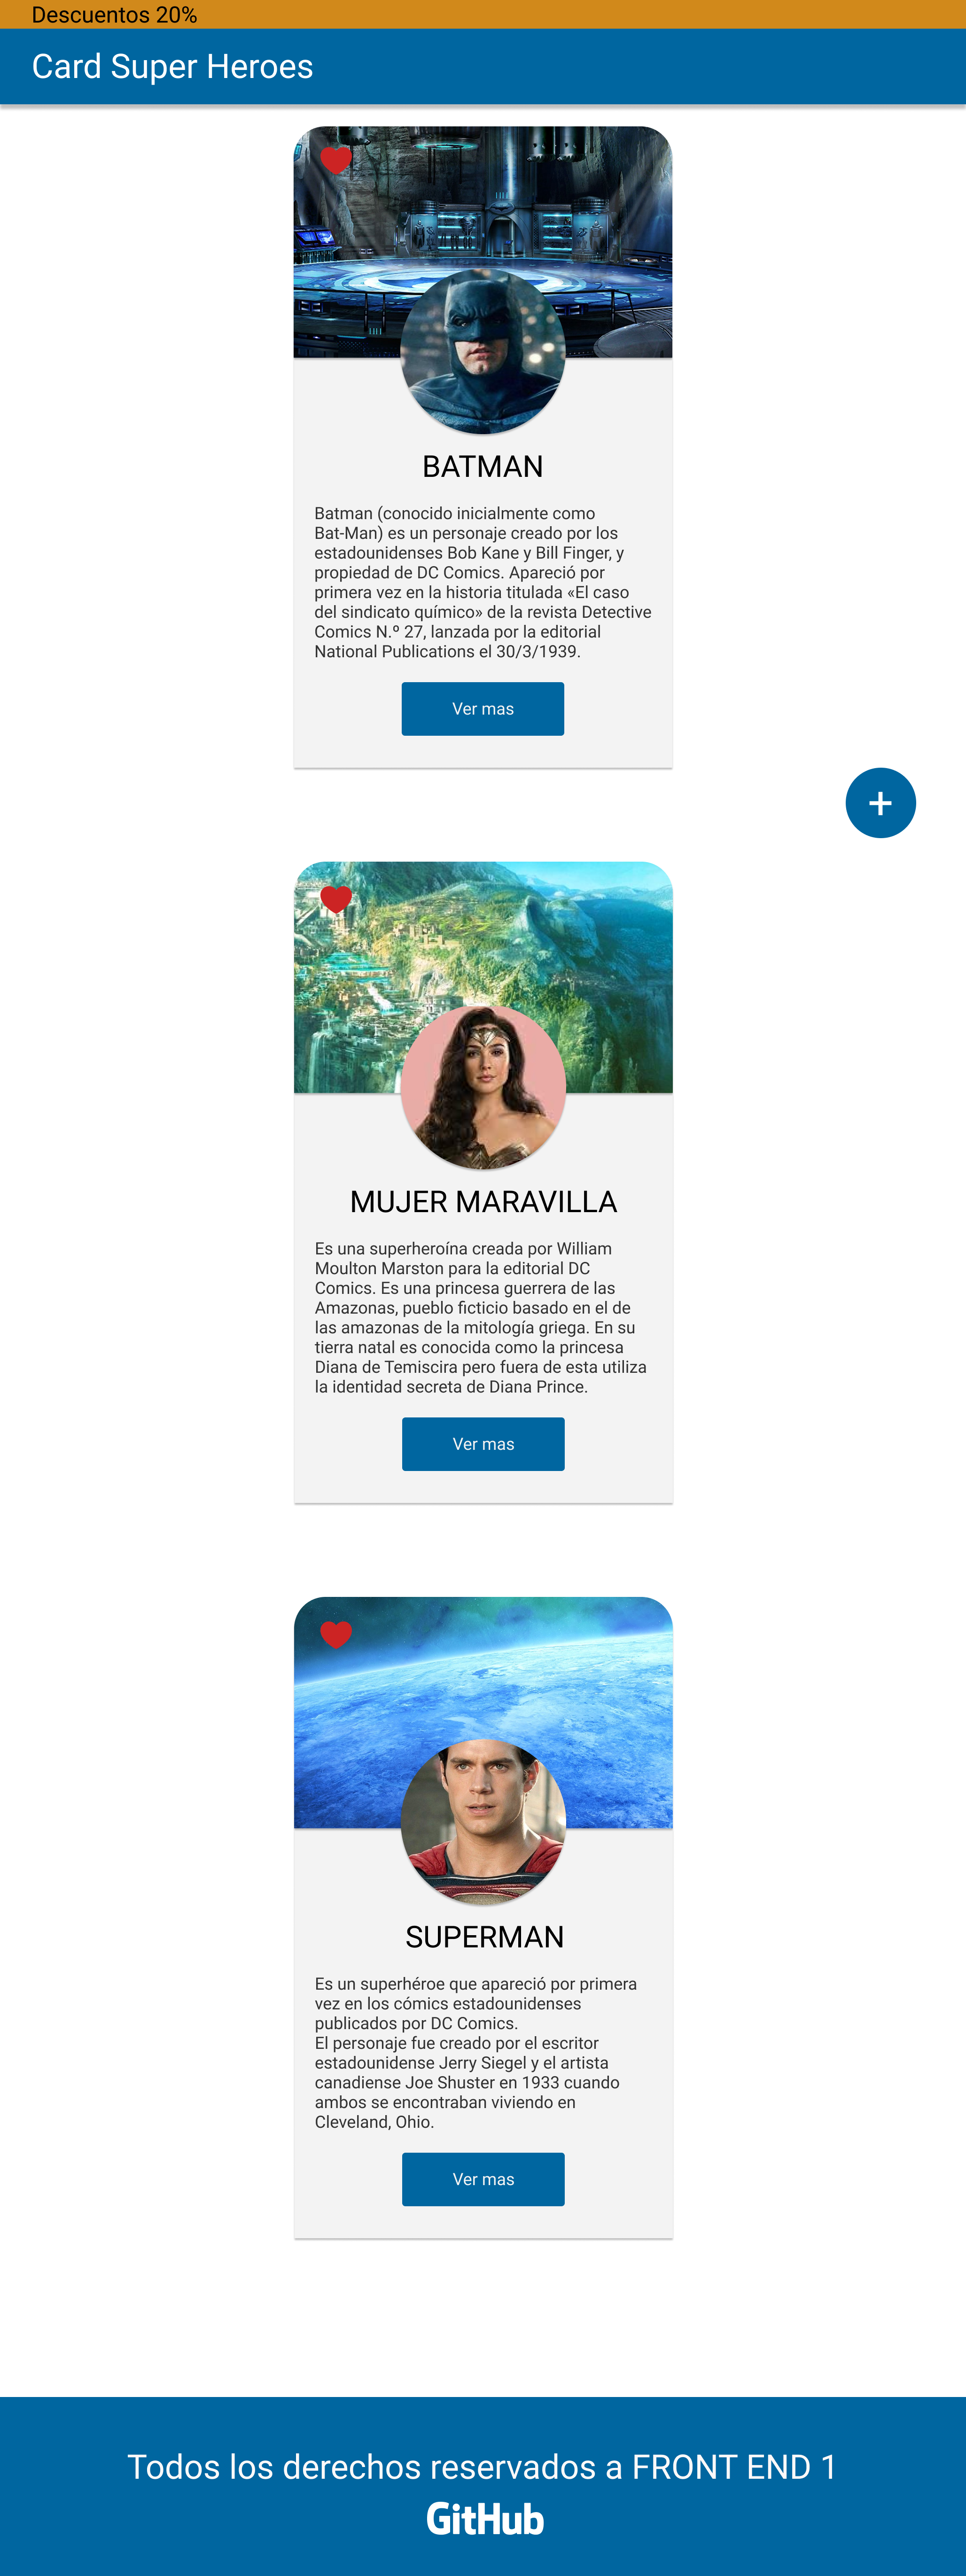 Descuentos 20%
Card Super Heroes
BATMAN
Batman (conocido inicialmente como
Bat-Man) es un personaje creado por los
estadounidenses Bob Kane y Bill Finger, y
propiedad de DC Comics. Apareció por
primera vez en la historia titulada «El caso
del sindicato químico» de la revista Detective
Comics N.º 27, lanzada por la editorial
National Publications el 30/3/1939.
Ver mas
+
MUJER MARAVILLA
Es una superheroína creada por William
Moulton Marston para la editorial DC
Comics. Es una princesa guerrera de las
Amazonas, pueblo ficticio basado en el de
las amazonas de la mitología griega. En su
tierra natal es conocida como la princesa
Diana de Temiscira pero fuera de esta utiliza
la identidad secreta de Diana Prince.
Ver mas
SUPERMAN
Es un superhéroe que apareció por primera
vez en los cómics estadounidenses
publicados por DC Comics.
El personaje fue creado por el escritor
estadounidense Jerry Siegel y el artista
canadiense Joe Shuster en 1933 cuando
ambos se encontraban viviendo en
Cleveland, Ohio.
Ver mas
Todos los derechos reservados a FRONT END 1
GitHub